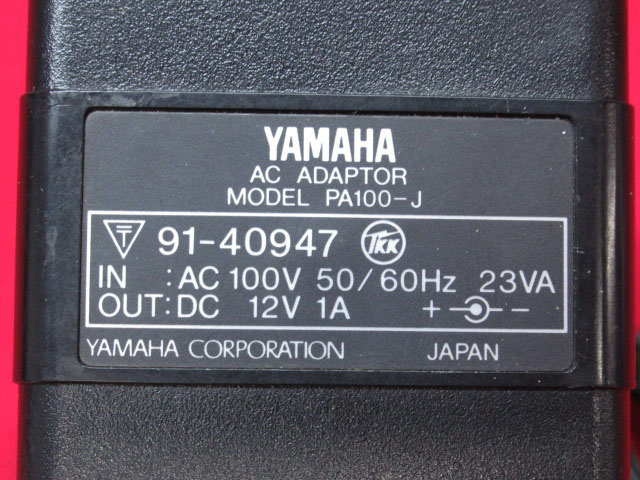 YAMAHA
AC ADAPTOR
MODEL PA100-J
〒 91-40947 TKK
IN :AC 100V 50/60Hz 23VA
OUT:DC 12V 1A + -
YAMAHA CORPORATION JAPAN